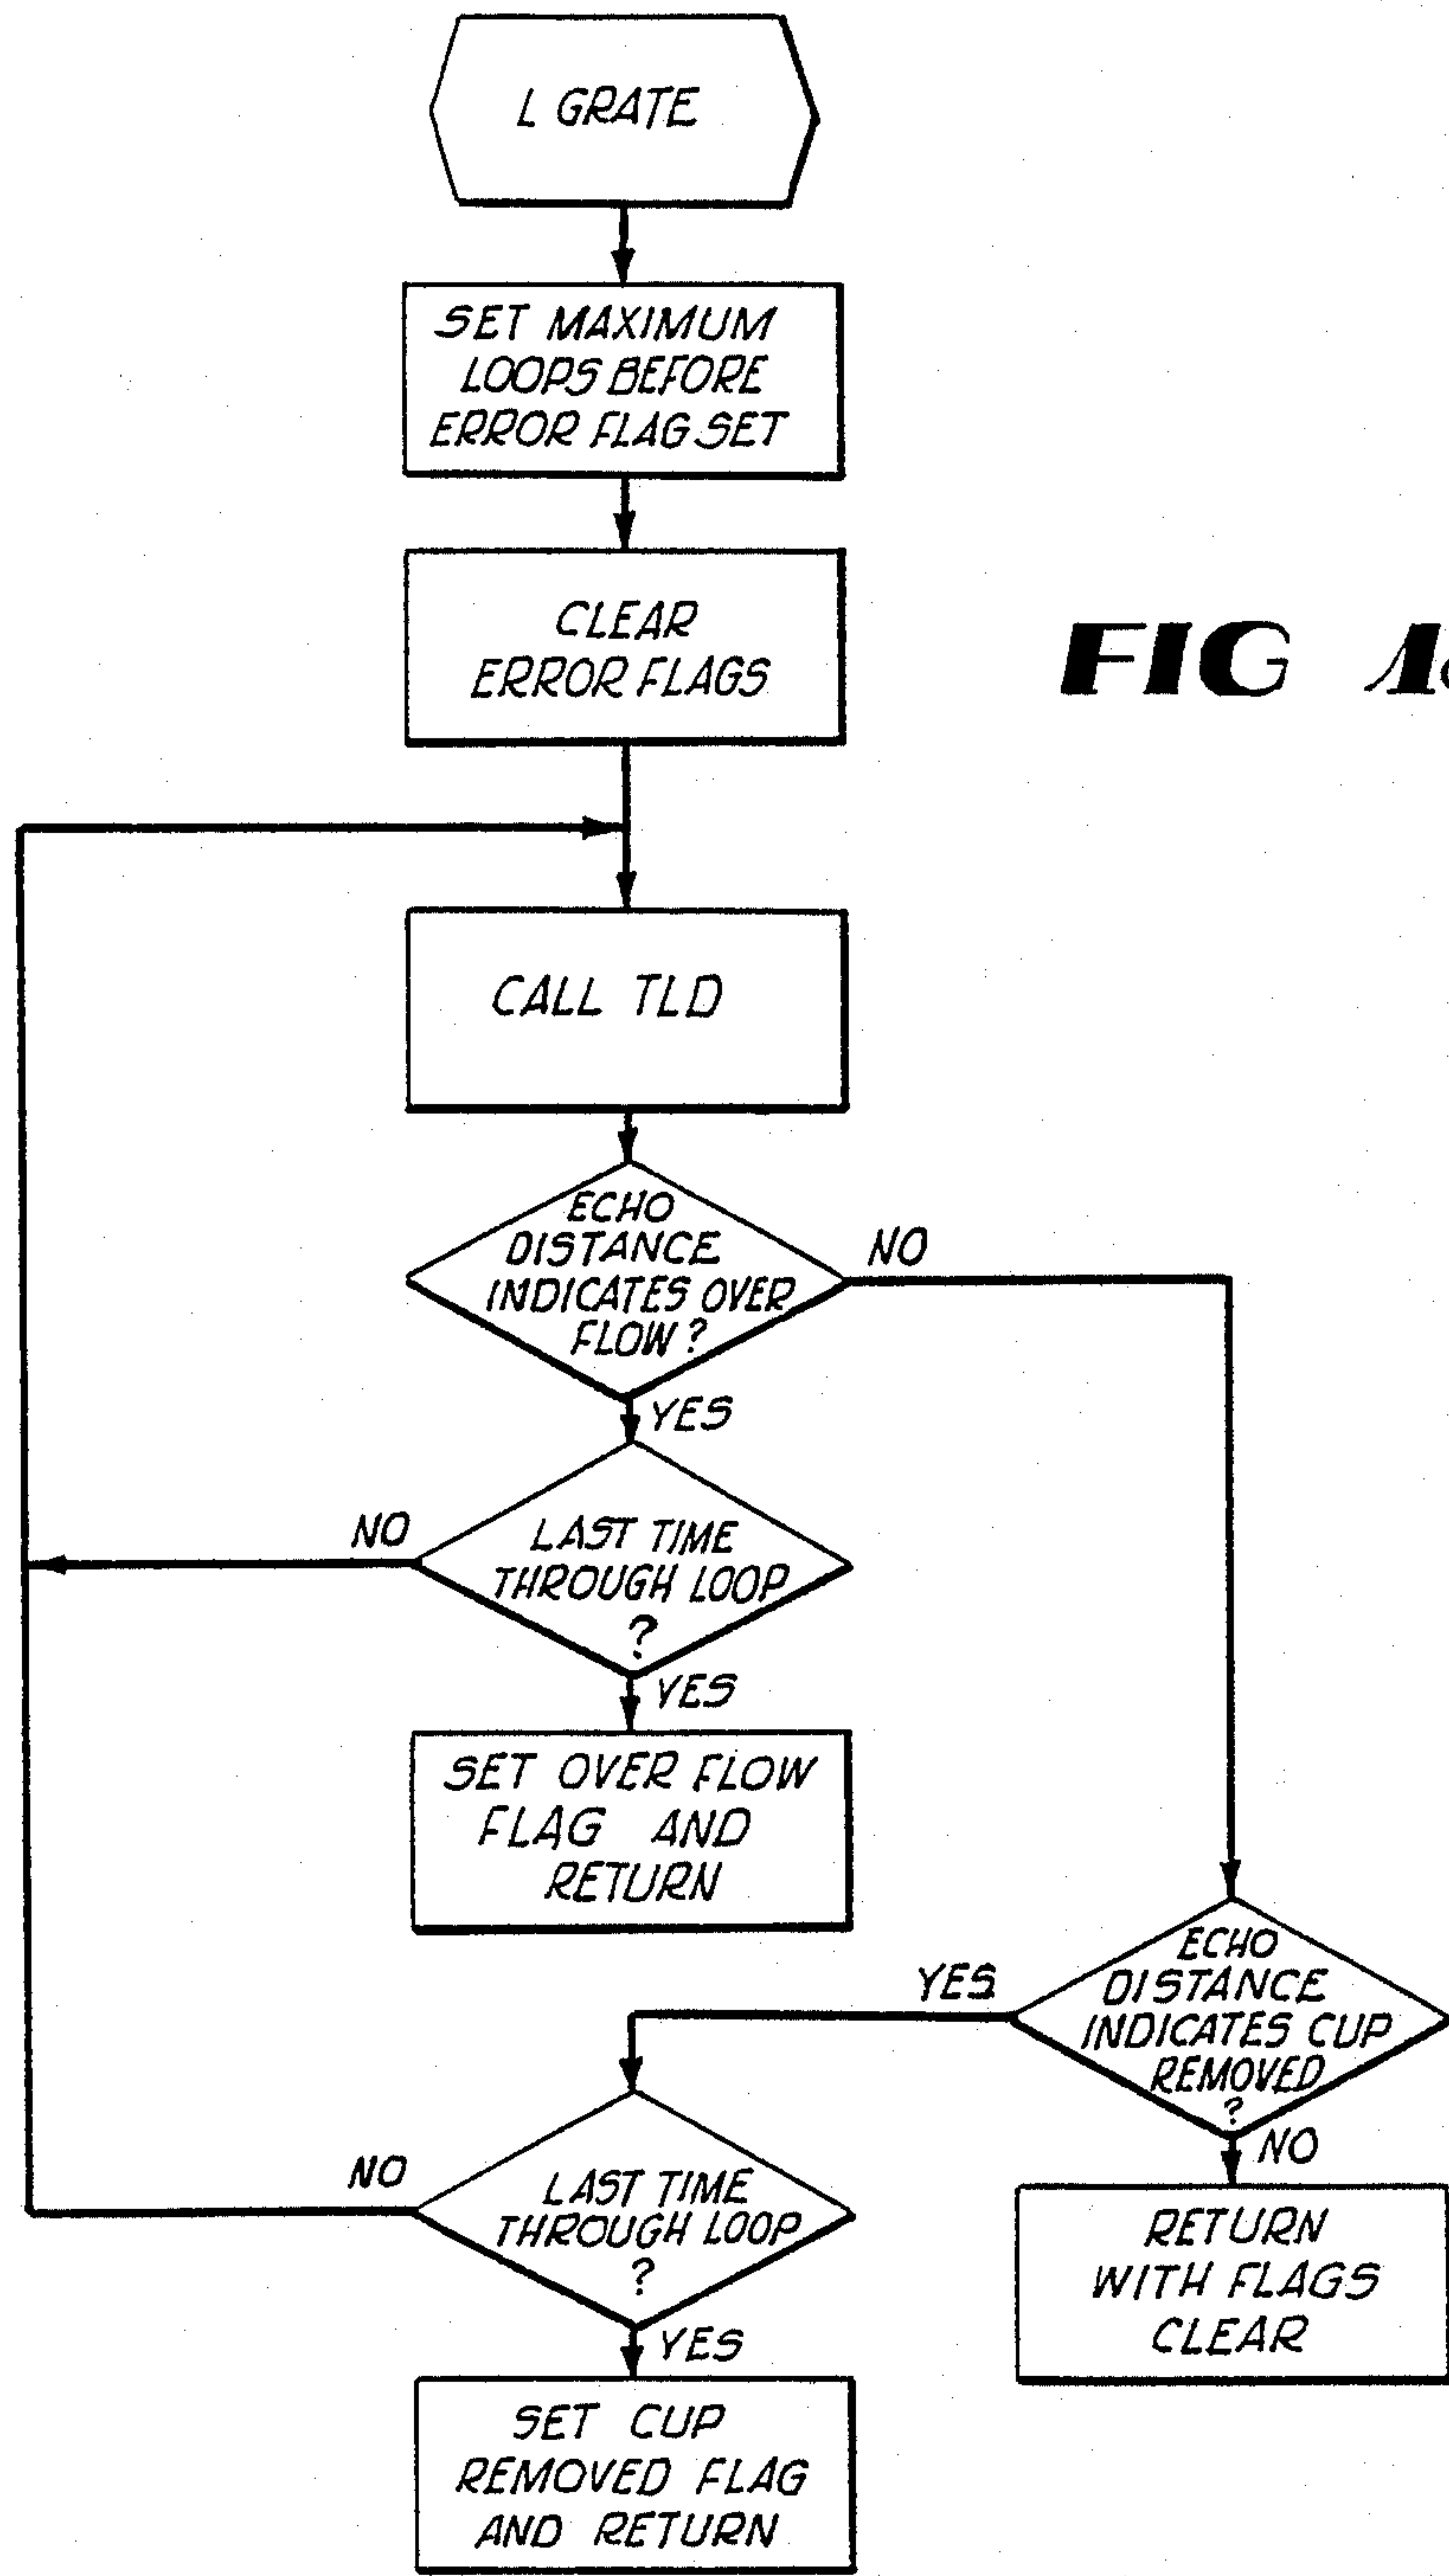 L GRATE
SET MAXIMUM
LOOPS BEFORE
ERROR FLAG SET
CLEAR
ERROR FLAGS
FIG
CALL TLD
ECHO
DISTANCE
INDICATES OVER
FLOW?
NO
YES
NO
LAST TIME
THROUGH LOOP
?
YES
SET OVER FLOW
FLAG AND
RETURN
ECHO
DISTANCE
INDICATES CUP
REMOVED
?
YES
NO
NO
LAST TIME
THROUGH LOOP
?
YES
RETURN
WITH FLAGS
CLEAR
SET CUP
REMOVED FLAG
AND RETURN